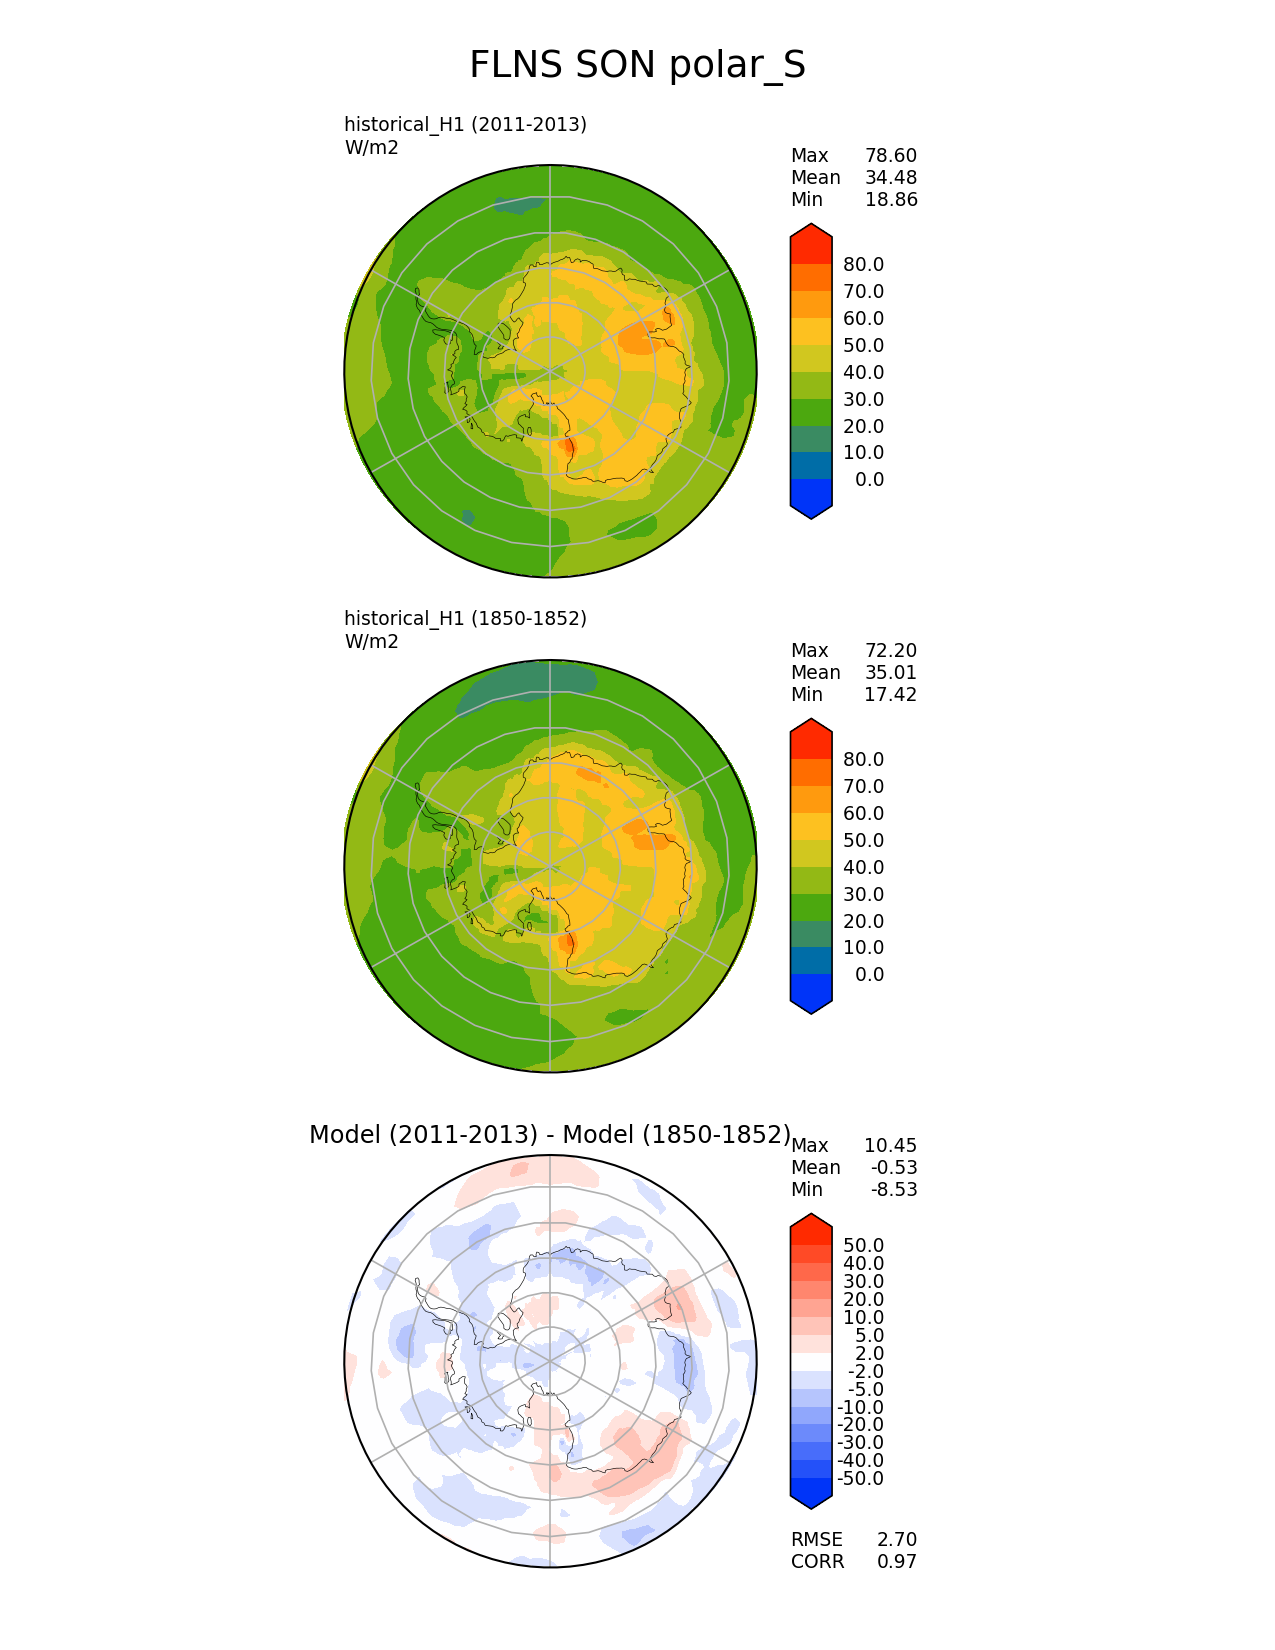 FLNS SON polar_S
historical_H1 (2011-2013)
W/m2
Max 78.60
Mean 34.48
Min 18.86
80.0
70.0
60.0
50.0
40.0
30.0
20.0
10.0
0.0
historical_H1 (1850-1852)
W/m2
Max 72.20
Mean 35.01
Min 17.42
80.0
70.0
60.0
50.0
40.0
30.0
20.0
10.0
0.0
Model (2011-2013) - Model (1850-1852)
Max 10.45
Mean -0.53
Min -8.53
50.0
40.0
30.0
20.0
10.0
5.0
2.0
-2.0
-5.0
-10.0
-20.0
-30.0
-40.0
-50.0
RMSE 2.70
CORR 0.97